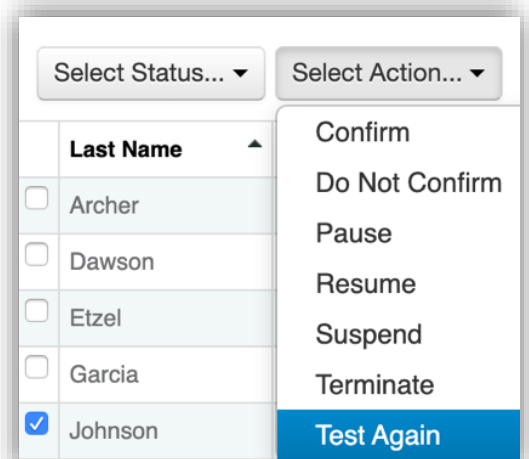 Select Status...
Select Action...
Last Name
Archer
Dawson
Etzel
Garcia
Johnson
Confirm
Do Not Confirm
Pause
Resume
Suspend
Terminate
Test Again